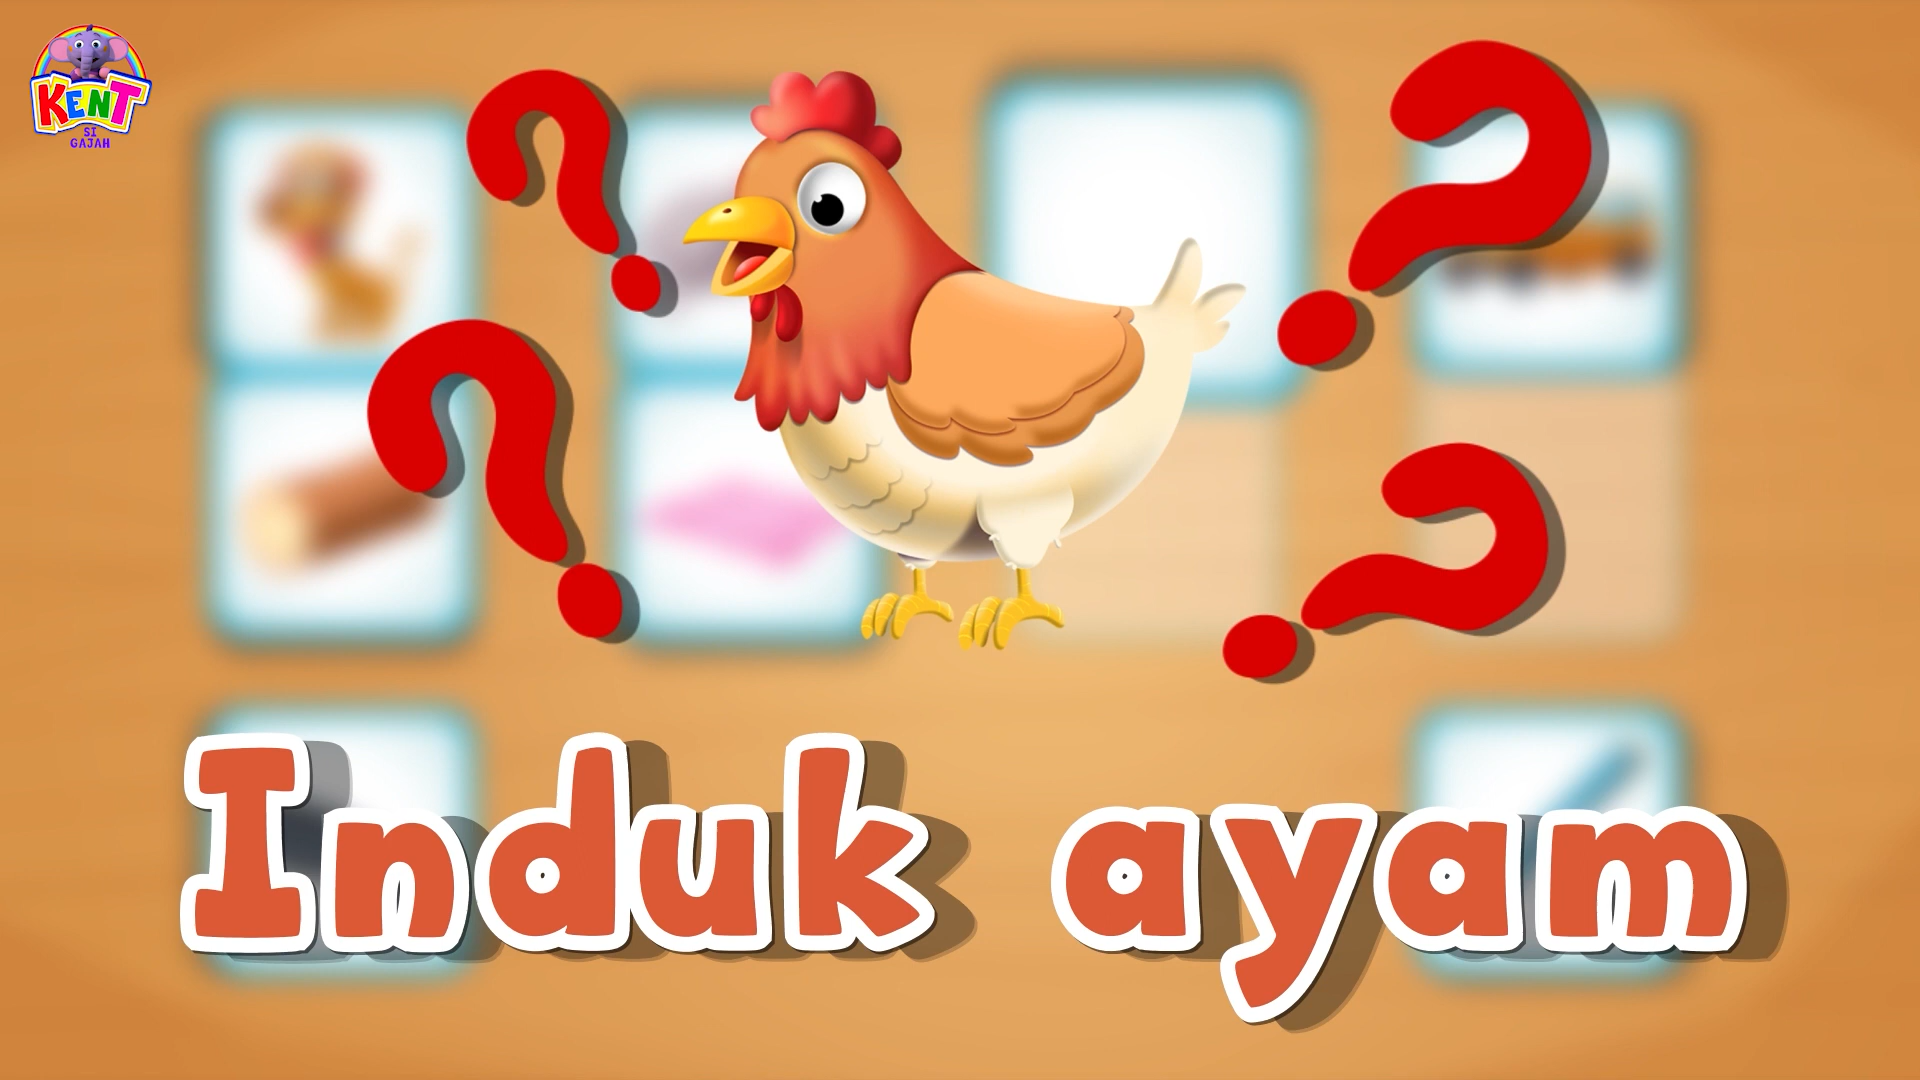 KENT
SI
GAJAH
? ? ? ?
Induk ayam